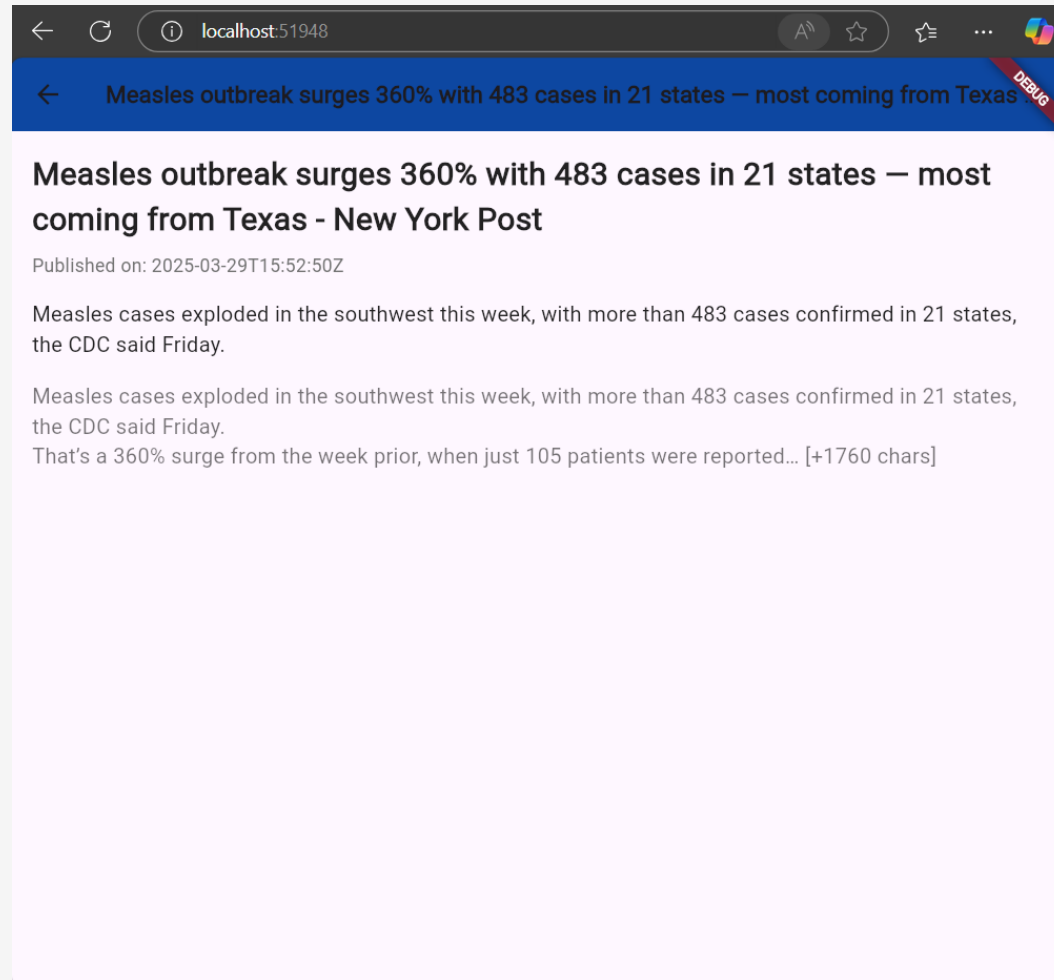 localhost:51948
A
DEBUG
Measles outbreak surges 360% with 483 cases in 21 states — most coming from Texas ...
Measles outbreak surges 360% with 483 cases in 21 states — most
coming from Texas - New York Post
Published on: 2025-03-29T15:52:50Z
Measles cases exploded in the southwest this week, with more than 483 cases confirmed in 21 states,
the CDC said Friday.
Measles cases exploded in the southwest this week, with more than 483 cases confirmed in 21 states,
the CDC said Friday.
That’s a 360% surge from the week prior, when just 105 patients were reported… [+1760 chars]